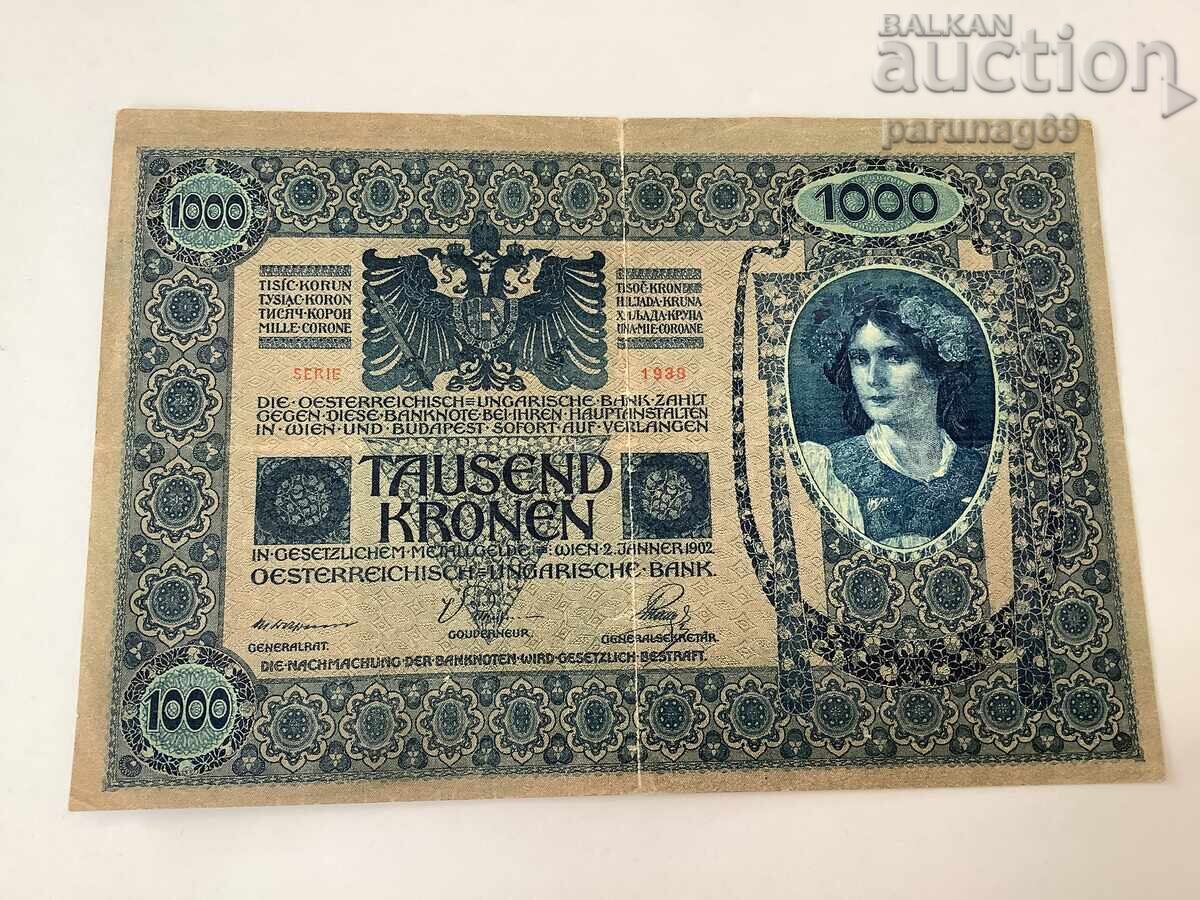 BALKAN
auction
parunag69
1000
1000
TISÍC·KORUN
TYSIĄC·KORON
ТИСЯЧ·КОРОН
MILLE·CORONE
TISOČ·KRON
HILJADA·KRUNA
ХИЉАДА·КРУНА
UNA·MIE·COROANE
SERIE 1939
DIE·OESTERREICHISCH=UNGARISCHE·BANK·ZAHLT
GEGEN·DIESE·BANKNOTE·BEI·IHREN·HAUPTANSTALTEN
IN·WIEN·UND·BUDAPEST·SOFORT·AUF·VERLANGEN
TAUSEND
KRONEN
IN·GESETZLICHEM·METALLGELDE·:·WIEN·2.JÄNNER·1902.
OESTERREICHISCH=UNGARISCHE·BANK.
GENERALRAT.
GOUVERNEUR.
GENERALSEKRETÄR.
DIE·NACHMACHUNG·DER·BANKNOTEN·WIRD·GESETZLICH·BESTRAFT.
1000